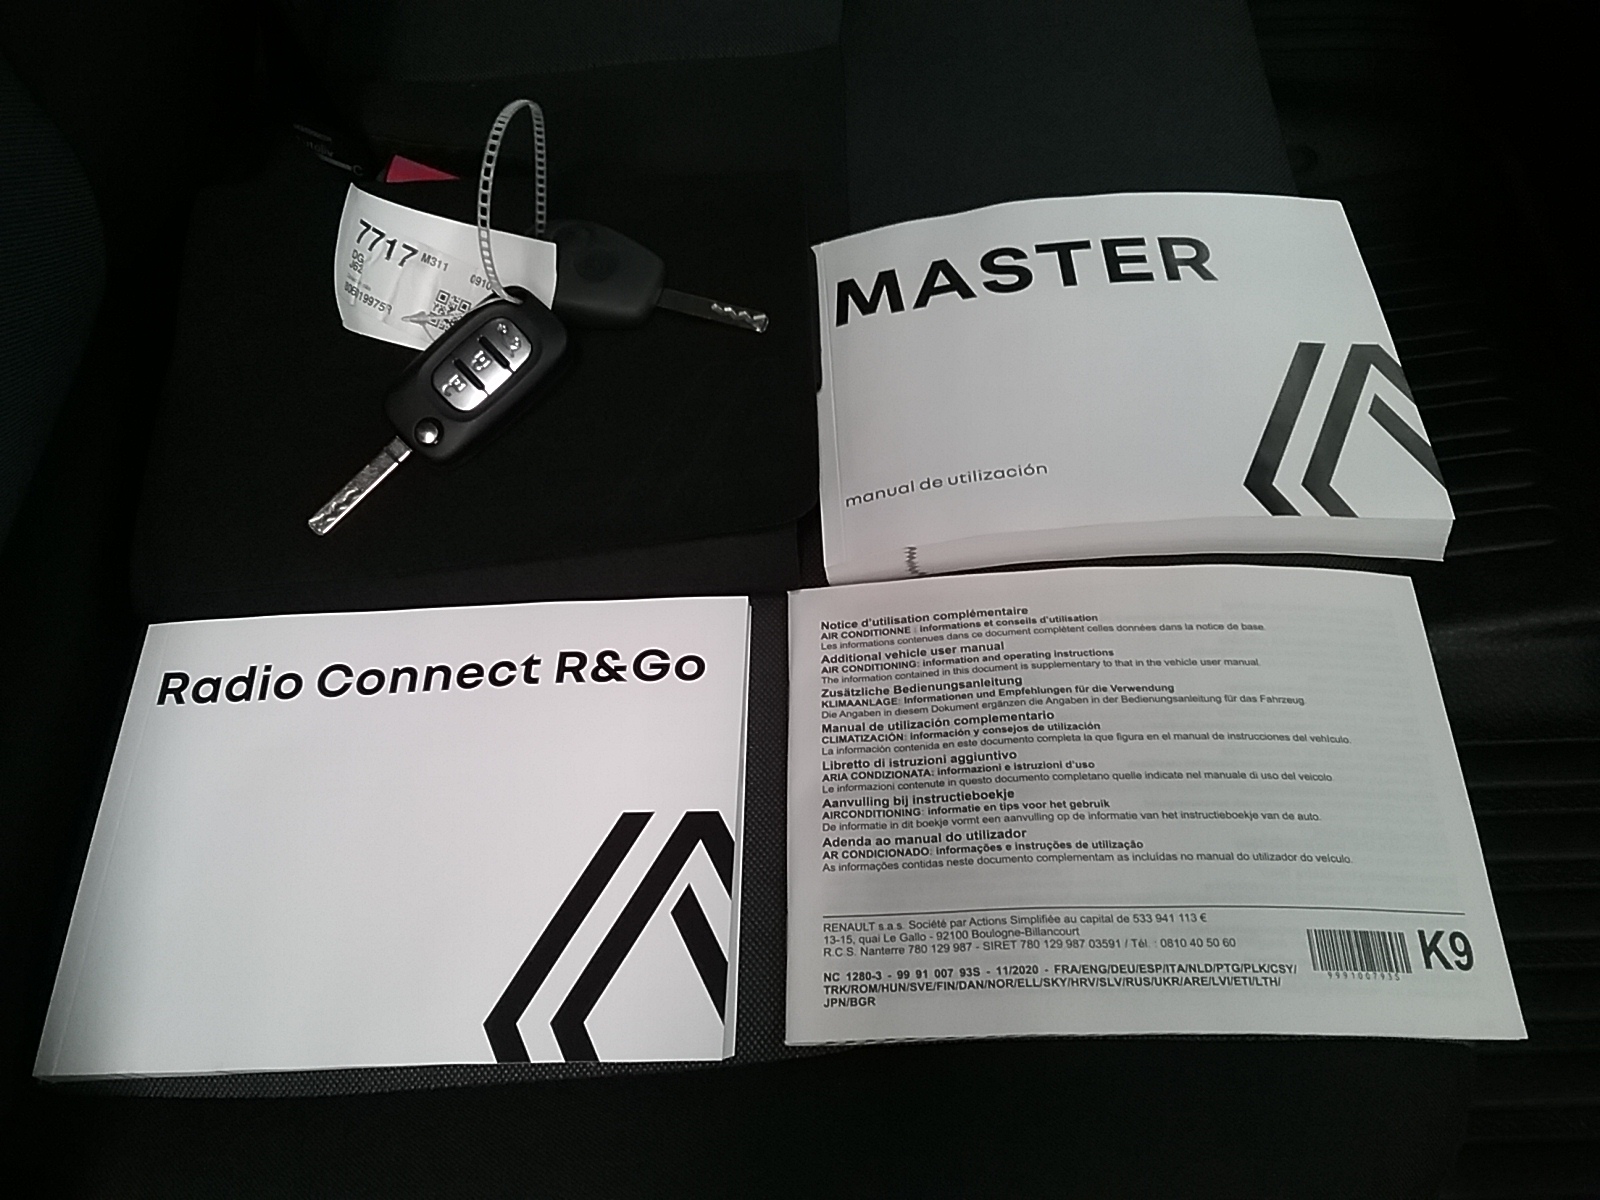 7717 M311 0910
DG
J62
MASTER
manual de utilización
Radio Connect R&Go
Notice d'utilisation complémentaire
AIR CONDITIONNE : informations et conseils d'utilisation
Les informations contenues dans ce document complètent celles données dans la notice de base.
Additional vehicle user manual
AIR CONDITIONING: information and operating instructions
The information contained in this document is supplementary to that in the vehicle user manual.
Zusätzliche Bedienungsanleitung
KLIMAANLAGE: Informationen und Empfehlungen für die Verwendung
Die Angaben in diesem Dokument ergänzen die Angaben in der Bedienungsanleitung für das Fahrzeug.
Manual de utilización complementario
CLIMATIZACIÓN: información y consejos de utilización
La información contenida en este documento completa la que figura en el manual de instrucciones del vehículo.
Libretto di istruzioni aggiuntivo
ARIA CONDIZIONATA: informazioni e istruzioni d'uso
Le informazioni contenute in questo documento completano quelle indicate nel manuale di uso del veicolo.
Aanvulling bij instructieboekje
AIRCONDITIONING: informatie en tips voor het gebruik
De informatie in dit boekje vormt een aanvulling op de informatie van het instructieboekje van de auto.
Adenda ao manual do utilizador
AR CONDICIONADO: informações e instruções de utilização
As informações contidas neste documento complementam as incluídas no manual do utilizador do veículo.
RENAULT s.a.s. Société par Actions Simplifiée au capital de 533 941 113 €
13-15, quai Le Gallo - 92100 Boulogne-Billancourt
R.C.S. Nanterre 780 129 987 - SIRET 780 129 987 03591 / Tél. : 0810 40 50 60
NC 1280-3 - 99 91 007 93S - 11/2020 - FRA/ENG/DEU/ESP/ITA/NLD/PTG/PLK/CSY/
TRK/ROM/HUN/SVE/FIN/DAN/NOR/ELL/SKY/HRV/SLV/RUS/UKR/ARE/LVI/ETI/LTH/
JPN/BGR
999100793S
K9